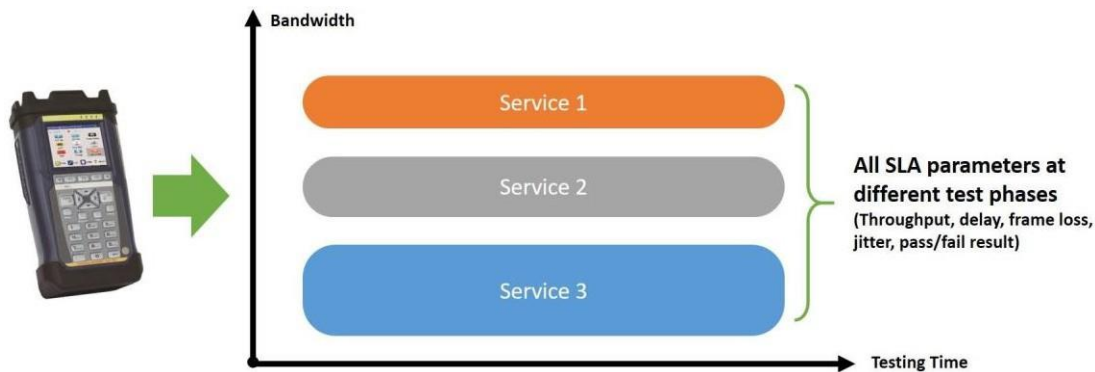 Bandwidth
Service 1
Service 2
Service 3
All SLA parameters at
different test phases
(Throughput, delay, frame loss,
jitter, pass/fail result)
Testing Time